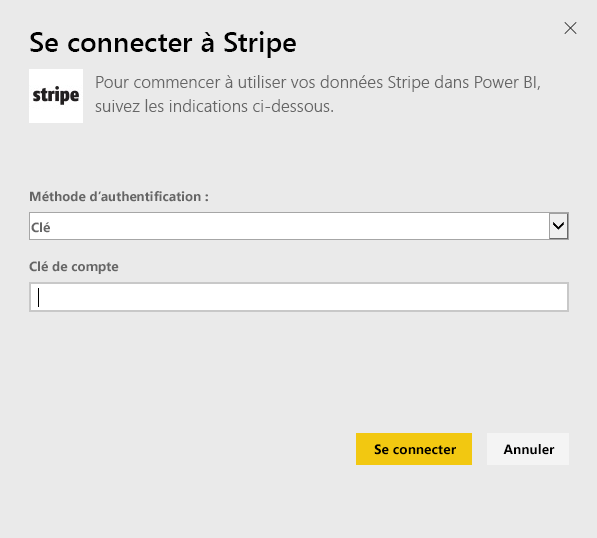 Se connecter à Stripe
stripe
Pour commencer à utiliser vos données Stripe dans Power BI,
suivez les indications ci-dessous.
Méthode d'authentification :
Clé
Clé de compte
Se connecter
Annuler